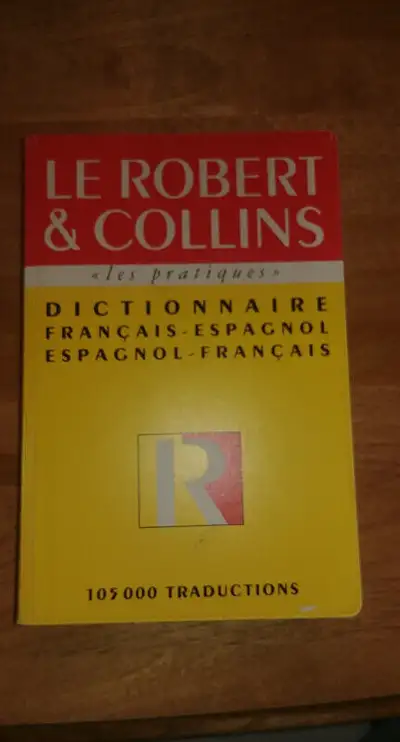 LE ROBERT
& COLLINS
« les pratiques »
DICTIONNAIRE
FRANÇAIS-ESPAGNOL
ESPAGNOL-FRANÇAIS
R
105 000 TRADUCTIONS